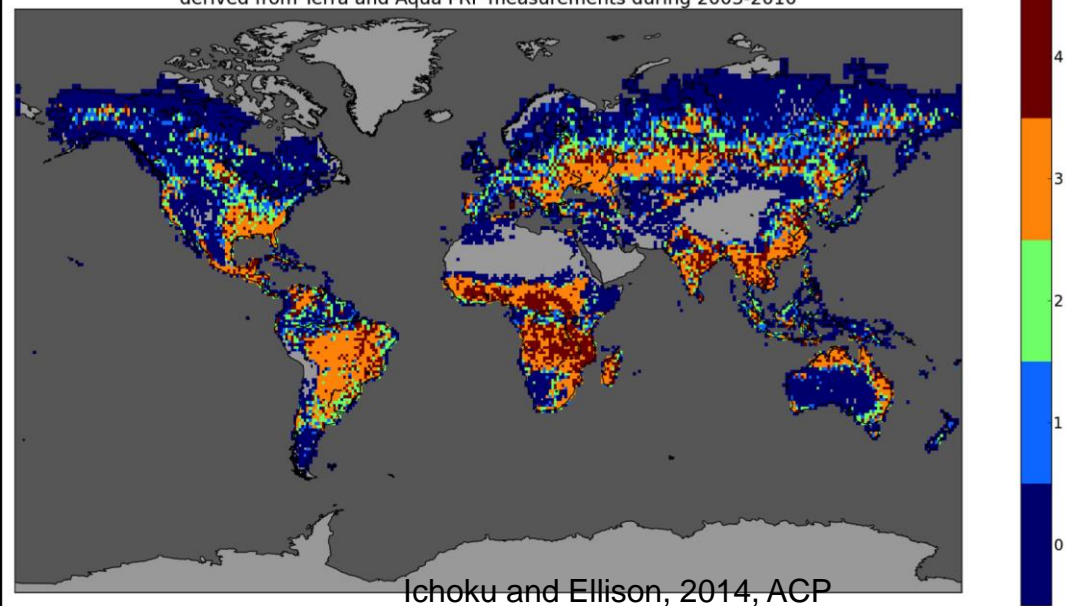 derived from Terra and Aqua FRP measurements during 2003-2010
4
3
2
1
0
Ichoku and Ellison, 2014, ACP